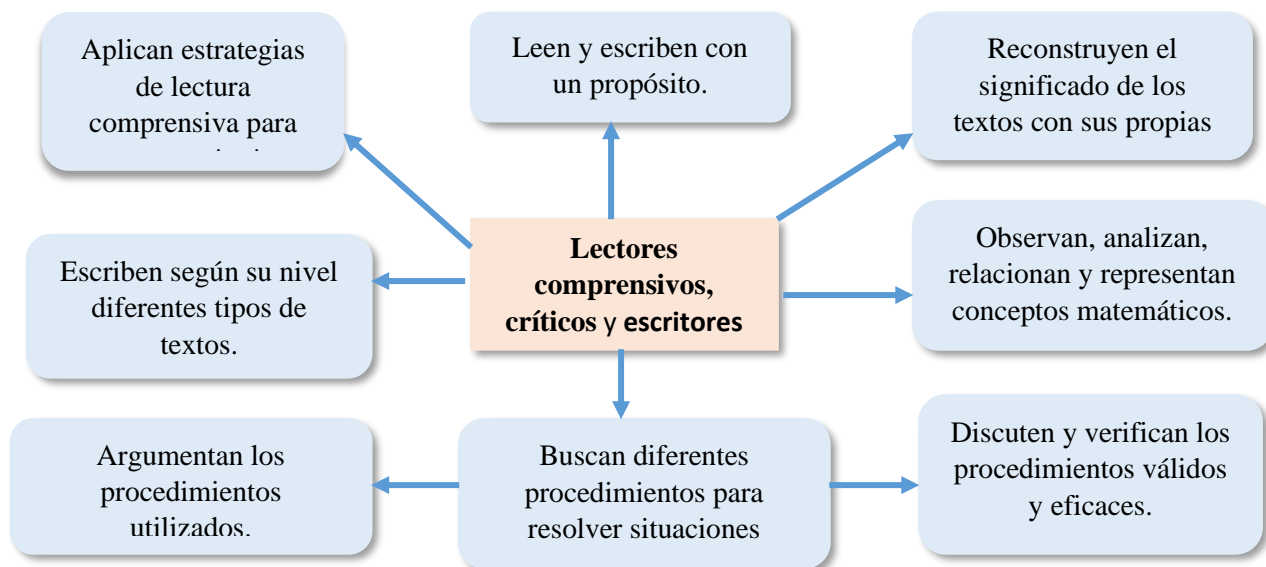 Aplican estrategias
de lectura
comprensiva para
Leen y escriben con
un propósito.
Reconstruyen el
significado de los
textos con sus propias
Escriben según su nivel
diferentes tipos de
textos.
Lectores
comprensivos,
críticos y escritores
Observan, analizan,
relacionan y representan
conceptos matemáticos.
Argumentan los
procedimientos
utilizados.
Buscan diferentes
procedimientos para
resolver situaciones
Discuten y verifican los
procedimientos válidos
y eficaces.